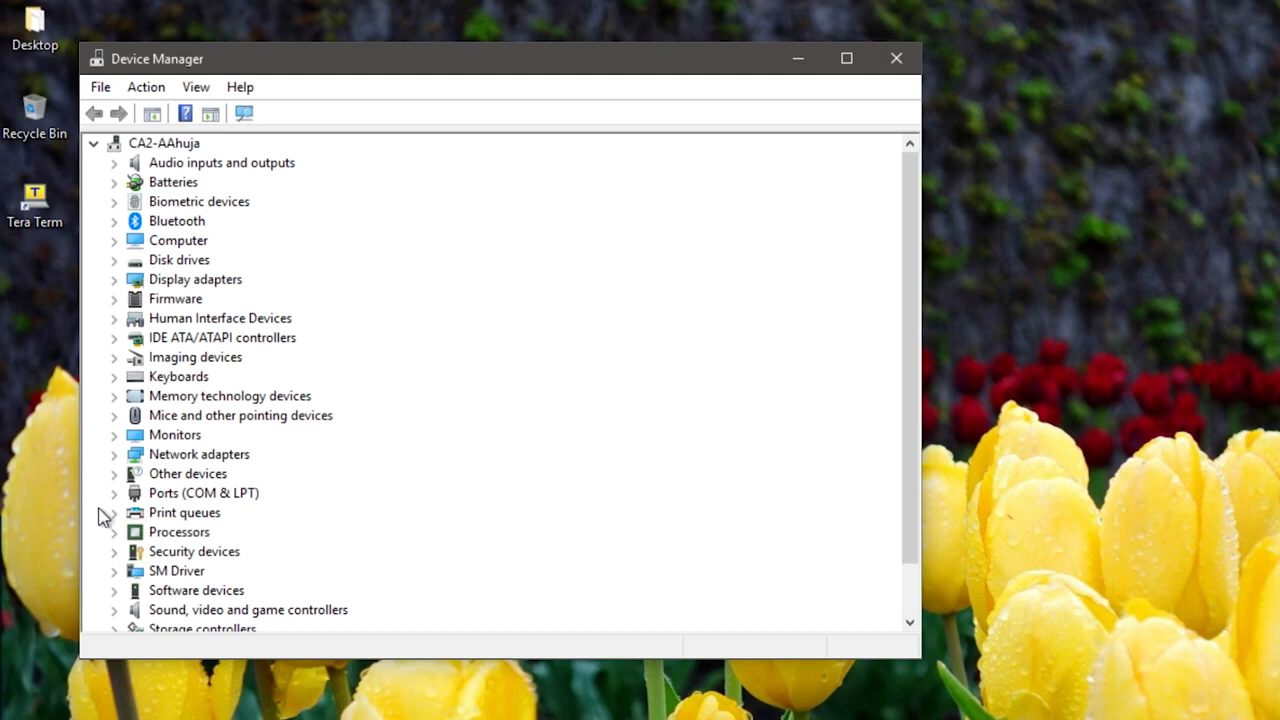 Desktop
Recycle Bin
T
Tera Term
Device Manager
File Action View Help
CA2-AAhuja
Audio inputs and outputs
Batteries
Biometric devices
Bluetooth
Computer
Disk drives
Display adapters
Firmware
Human Interface Devices
IDE ATA/ATAPI controllers
Imaging devices
Keyboards
Memory technology devices
Mice and other pointing devices
Monitors
Network adapters
Other devices
Ports (COM & LPT)
Print queues
Processors
Security devices
SM Driver
Software devices
Sound, video and game controllers
Storage controllers